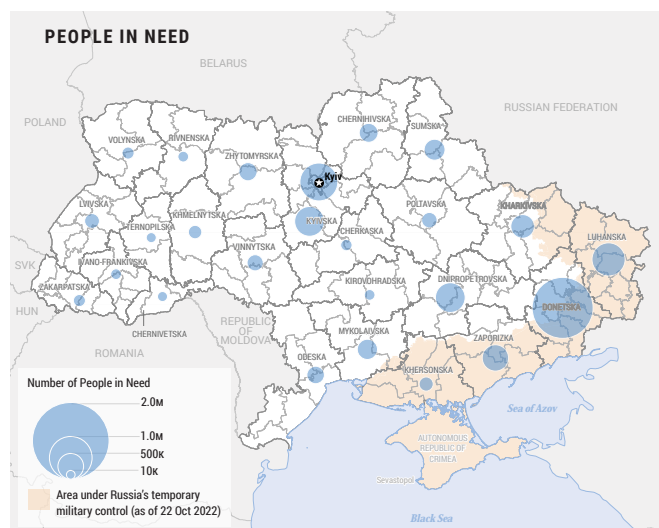 PEOPLE IN NEED
BELARUS
RUSSIAN FEDERATION
POLAND
CHERNIHIVSKA
SUMSKA
VOLYNSKA
RIVNENSKA
ZHYTOMYRSKA
Kyiv
LVIVSKA
KHMELNYTSKA
TERNOPILSKA
KYIVSKA
POLTAVSKA
KHARKIVSKA
LUHANSKA
CHERKASKA
VINNYTSKA
SVK
IVANO-FRANKIVSKA
ZAKARPATSKA
KIROVOHRADSKA
DNIPROPETROVSKA
DONETSKA
HUN
CHERNIVETSKA
REPUBLIC
OF
MOLDOVA
MYKOLAIVSKA
ZAPORIZKA
ROMANIA
ODESKA
KHERSONSKA
Number of People in Need
2.0M
1.0M
500K
10K
Area under Russia's temporary
military control (as of 22 Oct 2022)
Sea of Azov
AUTONOMOUS
REPUBLIC OF
CRIMEA
Sevastopol
Black Sea